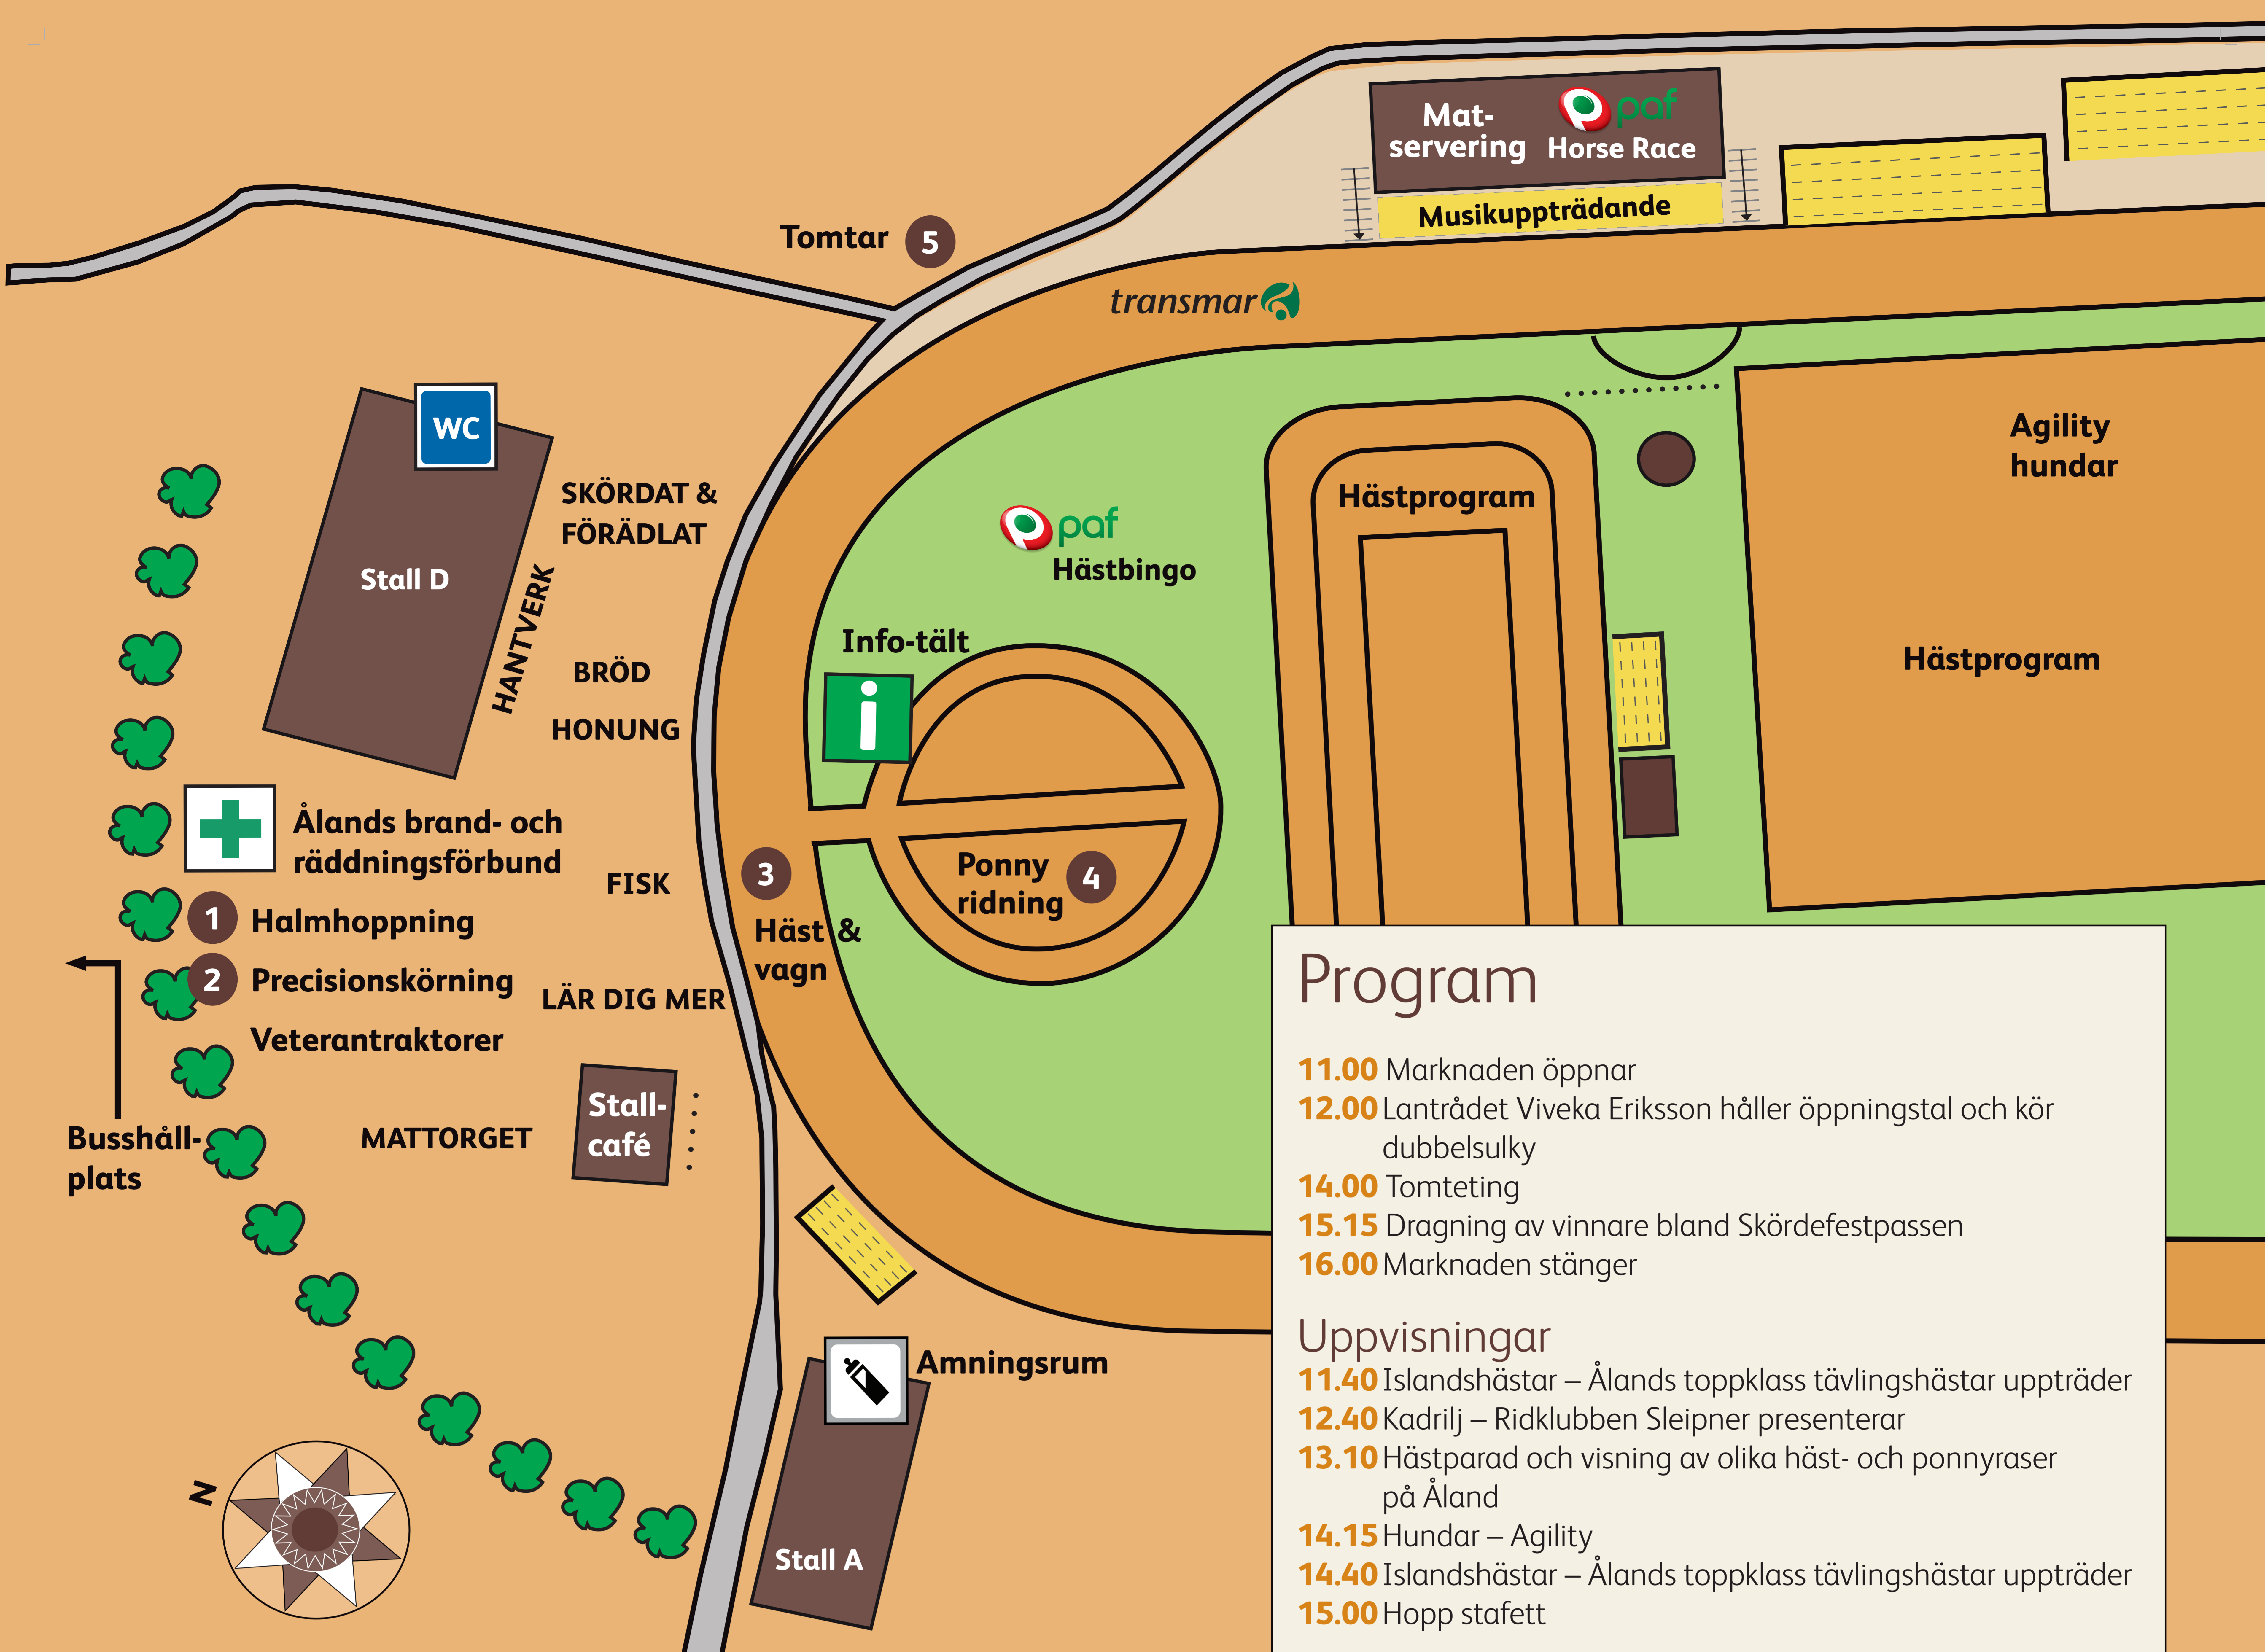 Mat-
servering
paf
Horse Race
Musikuppträdande
Tomtar 5
transmar
WC
Stall D
SKÖRDAT &
FÖRÄDLAT
HANTVERK
BRÖD
HONUNG
paf
Hästbingo
Info-tält
i
Hästprogram
Agility
hundar
Hästprogram
Ålands brand- och
räddningsförbund
FISK
1 Halmhoppning
2 Precisionskörning
Veterantraktorer
LÄR DIG MER
3
Häst &
vagn
Ponny
ridning
4
Busshåll-
plats
MATTORGET
Stall-
café
Amningsrum
Stall A
N
Program
11.00 Marknaden öppnar
12.00 Lantrådet Viveka Eriksson håller öppningstal och kör
dubbelsulky
14.00 Tomteting
15.15 Dragning av vinnare bland Skördefestpassen
16.00 Marknaden stänger
Uppvisningar
11.40 Islandshästar – Ålands toppklass tävlingshästar uppträder
12.40 Kadrilj – Ridklubben Sleipner presenterar
13.10 Hästparad och visning av olika häst- och ponnyraser
på Åland
14.15 Hundar – Agility
14.40 Islandshästar – Ålands toppklass tävlingshästar uppträder
15.00 Hopp stafett